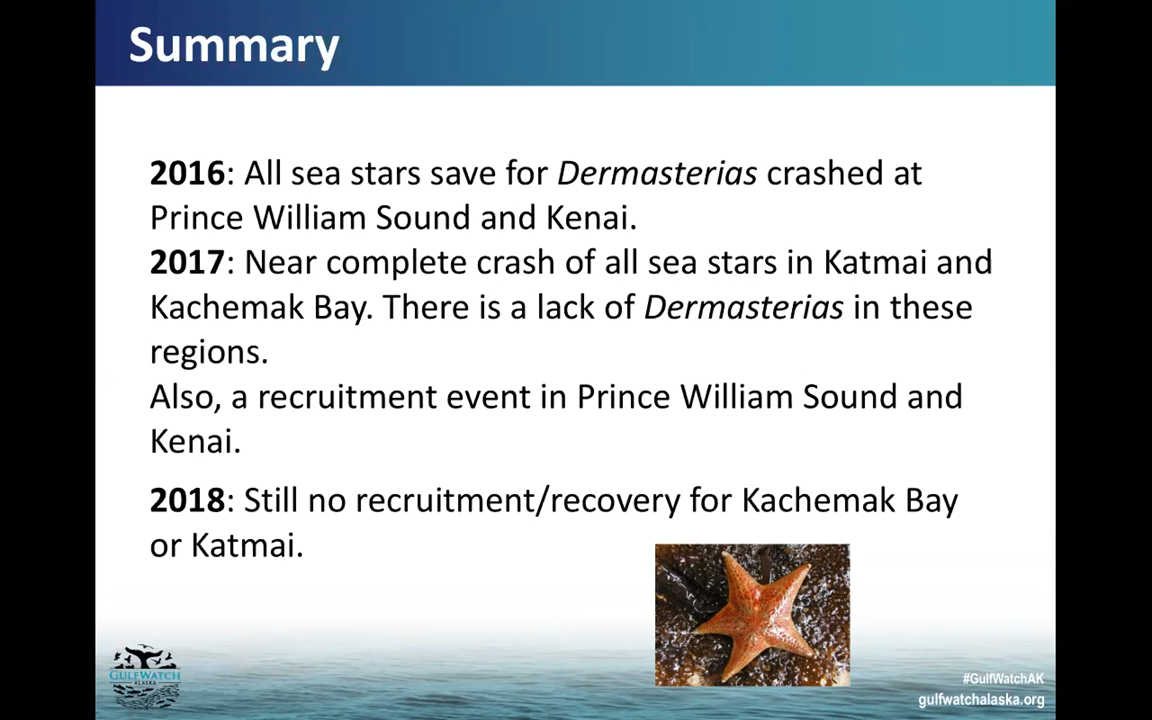 Summary
2016: All sea stars save for Dermasterias crashed at
Prince William Sound and Kenai.
2017: Near complete crash of all sea stars in Katmai and
Kachemak Bay. There is a lack of Dermasterias in these
regions.
Also, a recruitment event in Prince William Sound and
Kenai.
2018: Still no recruitment/recovery for Kachemak Bay
or Katmai.
GULFWATCH
ALASKA
#GulfWatchAK
gulfwatchalaska.org